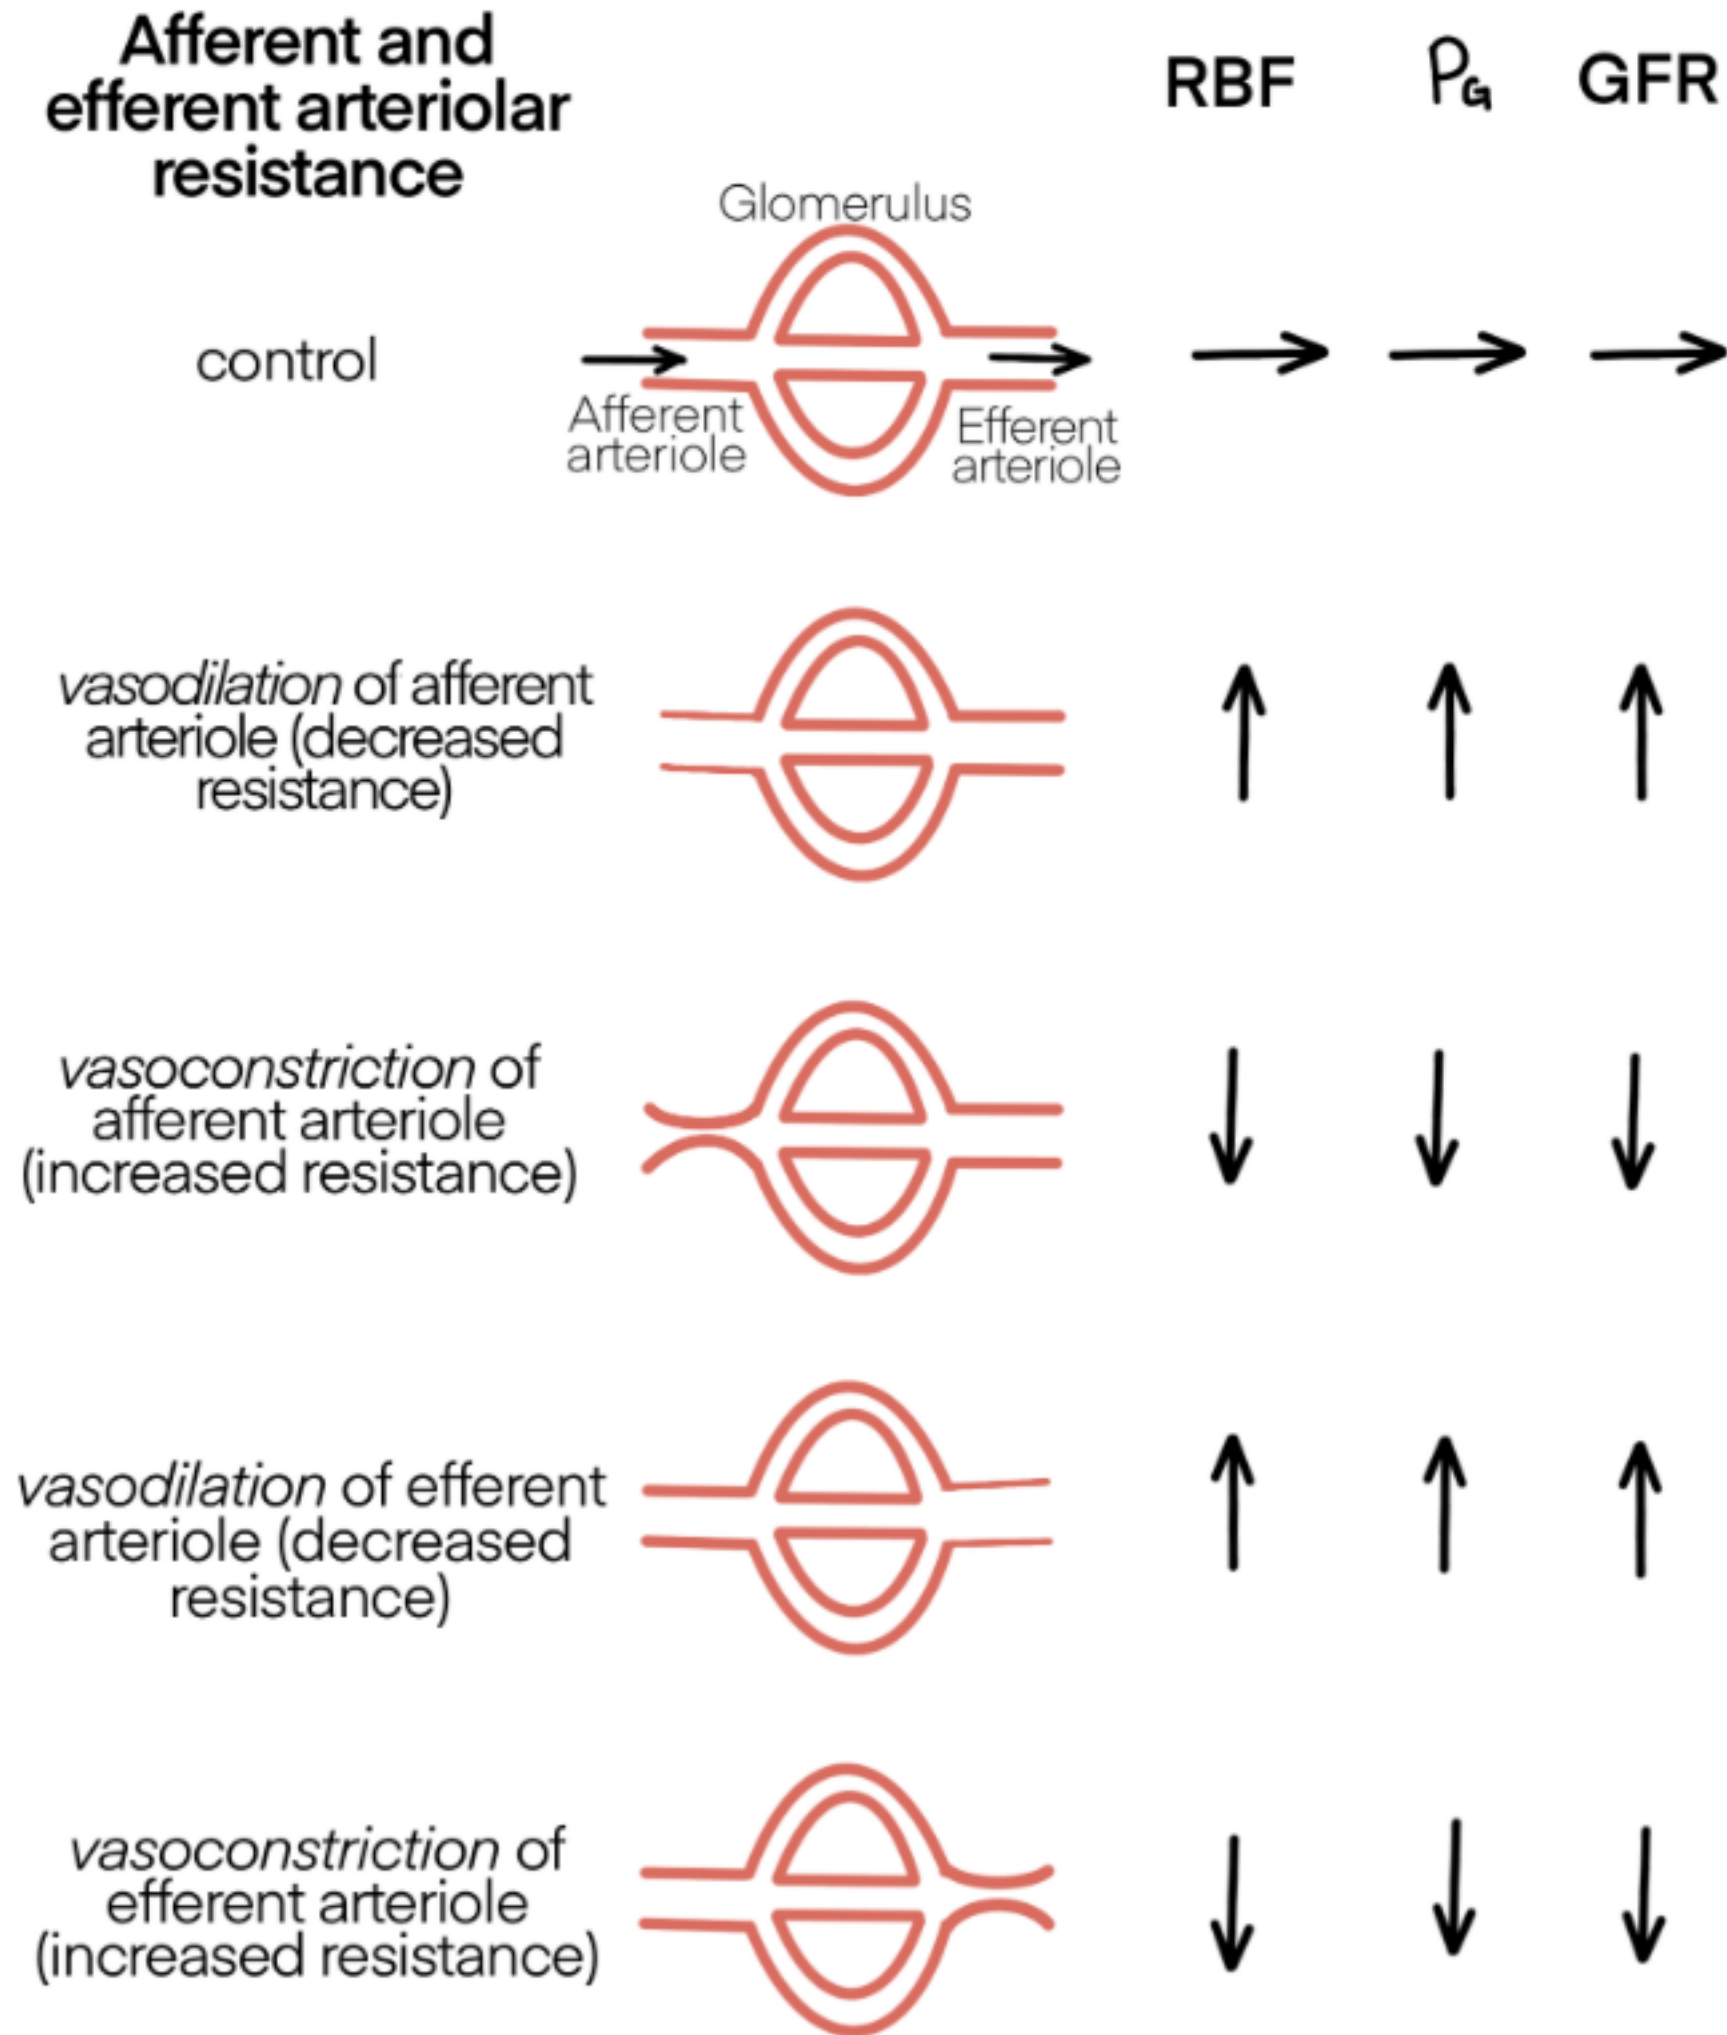 Afferent and
efferent arteriolar
resistance
RBF PG GFR
Glomerulus
control
Afferent
arteriole
Efferent
arteriole
vasodilation of afferent
arteriole (decreased
resistance)
vasoconstriction of
afferent arteriole
(increased resistance)
vasodilation of efferent
arteriole (decreased
resistance)
vasoconstriction of
efferent arteriole
(increased resistance)